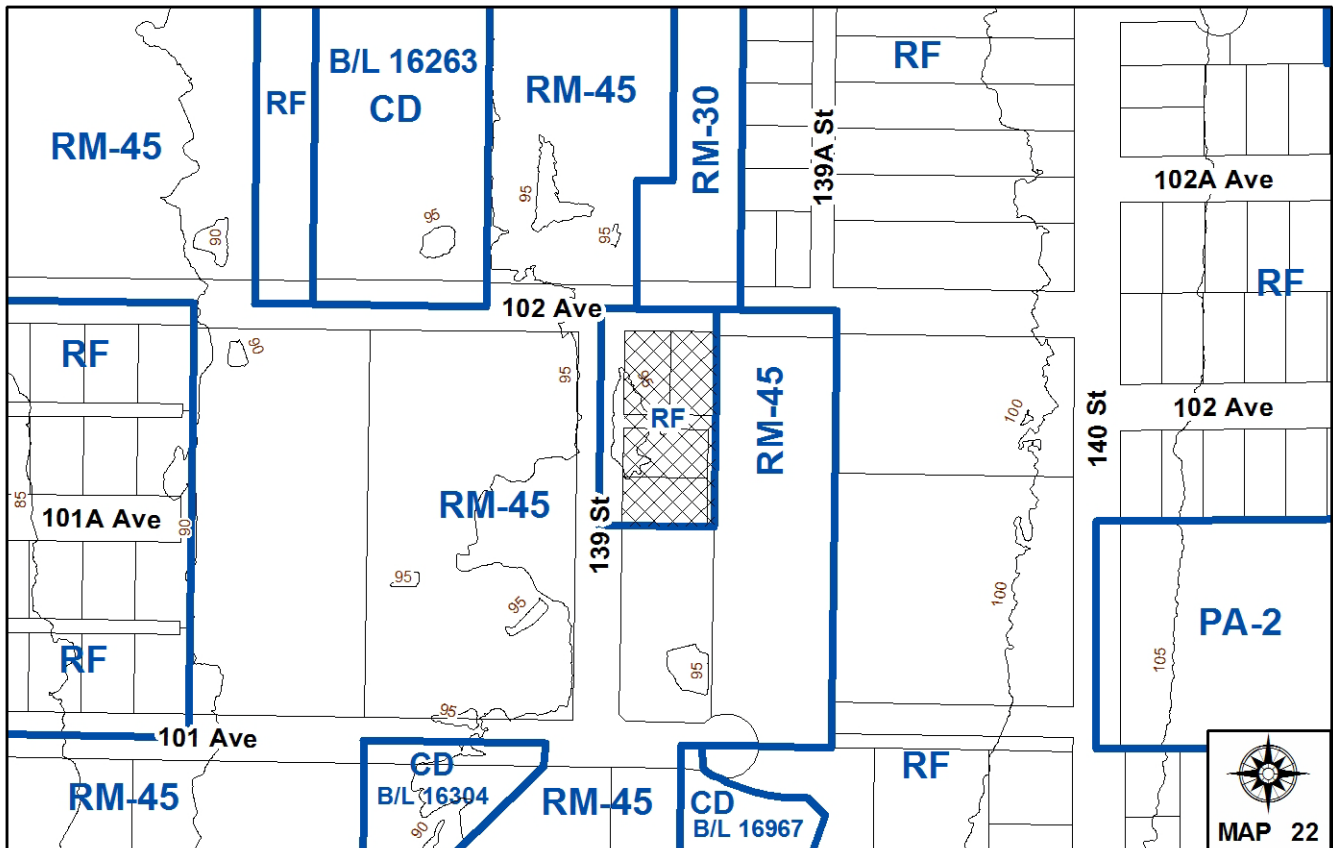 B/L 16263
CD
RM-45
RF
RM-45
RM-30
RF
139A St
102A Ave
RF
95
95
95
90
102 Ave
RF
90
95
95
RF
RM-45
100
140 St
102 Ave
85
101A Ave
90
RM-45
139 St
95
95
100
PA-2
RF
95
105
95
101 Ave
CD
B/L 16304
RM-45
90
RM-45
CD
B/L 16967
RF
MAP 22